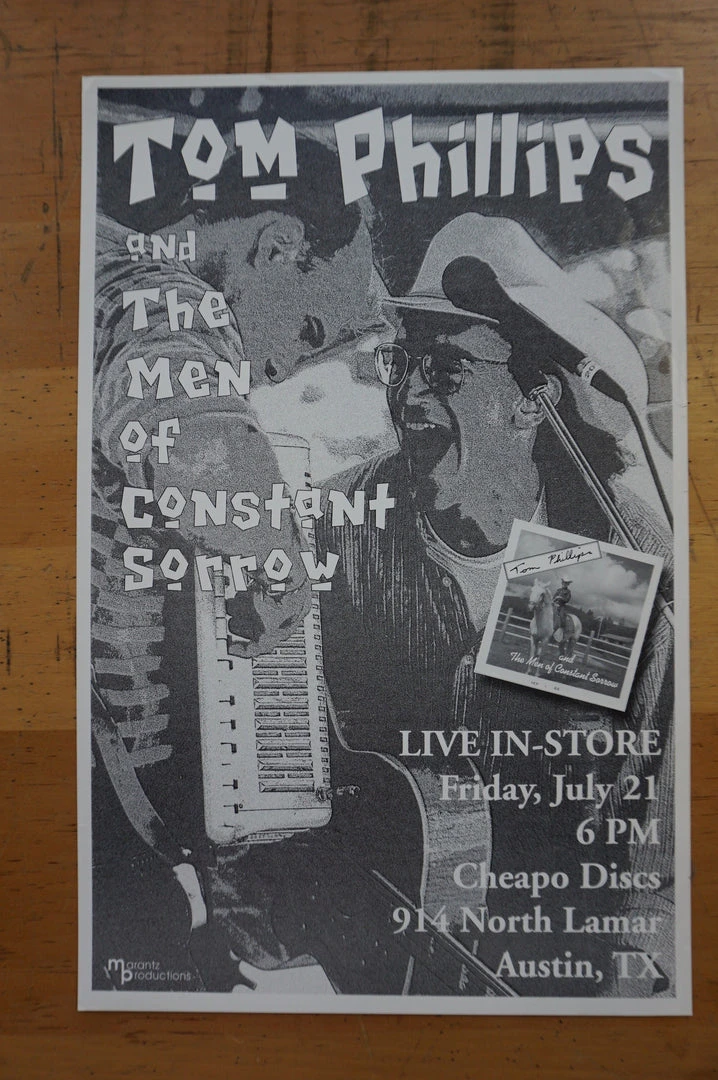 Tom Phillips
and
The
Men
of
Constant
Sorrow
Tom Phillips
and
The Men of Constant Sorrow
LIVE IN-STORE
Friday, July 21
6 PM
Cheapo Discs
914 North Lamar
Austin, TX
marantz
productions